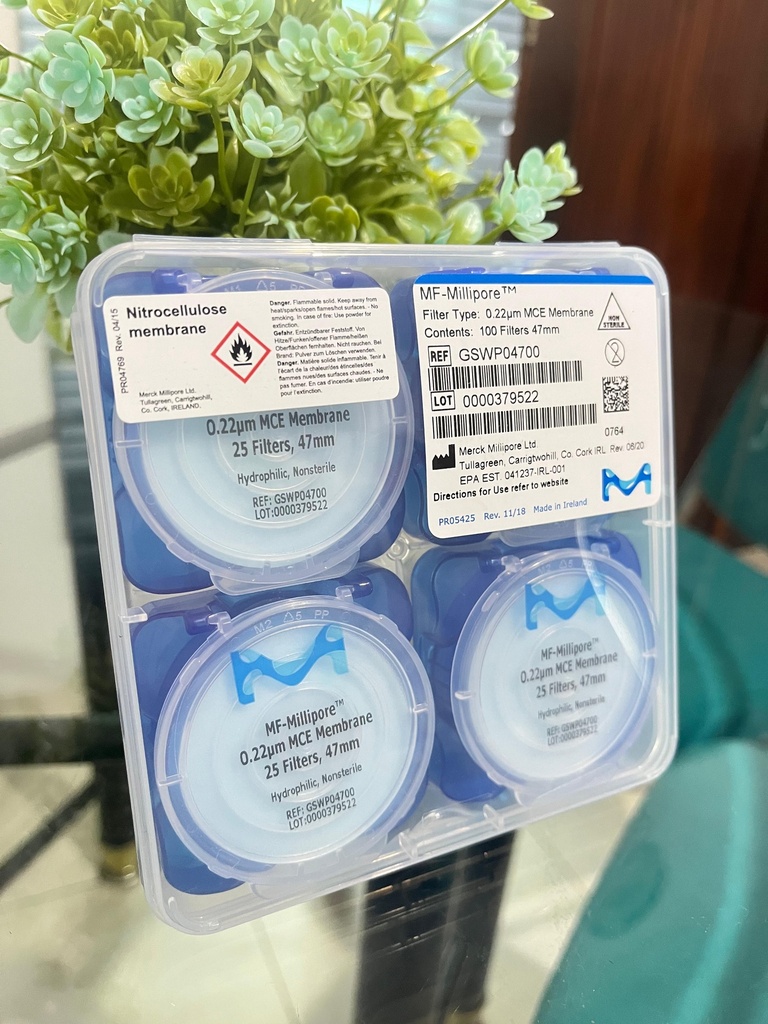 PR04769 Rev. 04/15
Nitrocellulose
membrane
Merck Millipore Ltd.
Tullagreen, Carrigtwohill,
Co. Cork, IRELAND.
Danger. Flammable solid. Keep away from
heat/sparks/open flames/hot surfaces. - No
smoking. In case of fire: Use powder for
extinction.
Gefahr. Entzündbarer Feststoff. Von
Hitze/Funken/offener Flamme/heißen
Oberflächen fernhalten. Nicht rauchen. Bei
Brand: Pulver zum Löschen verwenden.
Danger. Matière solide inflammable. Tenir à
l'écart de la chaleur/des étincelles/des
flammes nues/des surfaces chaudes. - Ne
pas fumer. En cas d'incendie: utiliser poudre
pour l'extinction.
MF-Millipore™
Filter Type: 0.22µm MCE Membrane
Contents: 100 Filters 47mm
NON
STERILE
REF GSWP04700
2
LOT 0000379522
0764
Merck Millipore Ltd.
Tullagreen, Carrigtwohill, Co. Cork IRL Rev. 08/20
EPA EST. 041237-IRL-001
Directions for Use refer to website
PR05425 Rev. 11/18 Made in Ireland
0.22µm MCE Membrane
25 Filters, 47mm
Hydrophilic, Nonsterile
REF: GSWP04700
LOT:0000379522
M2 5 PP
MF-Millipore™
0.22µm MCE Membrane
25 Filters, 47mm
Hydrophilic, Nonsterile
REF: GSWP04700
LOT:0000379522
MF-Millipore™
0.22µm MCE Membrane
25 Filters, 47mm
Hydrophilic, Nonsterile
REF: GSWP04700
LOT:0000379522